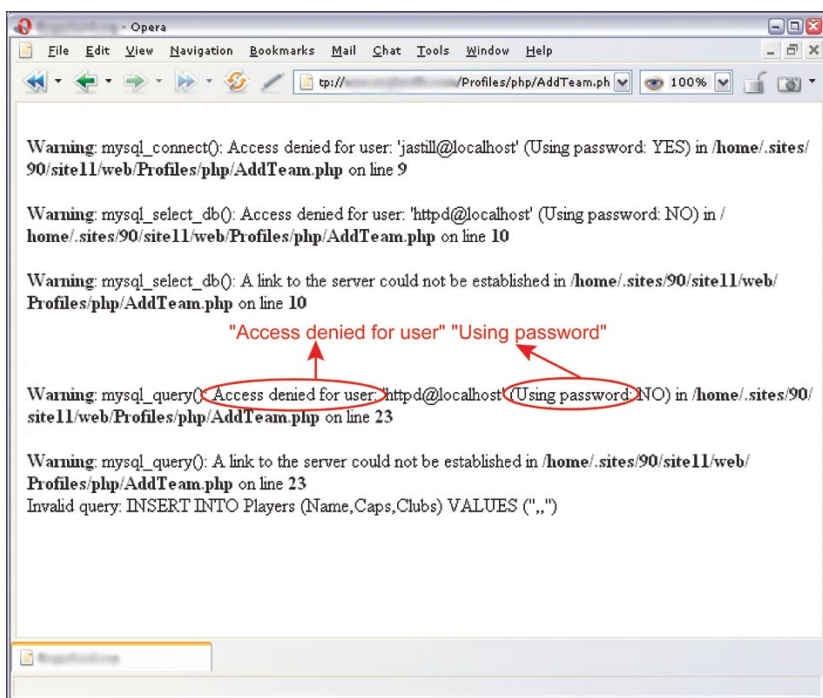 - Opera
File Edit View Navigation Bookmarks Mail Chat Tools Window Help
tp:// /Profiles/php/AddTeam.ph 100%
Warning: mysql_connect(): Access denied for user: 'jastill@localhost' (Using password: YES) in /home/.sites/
90/site11/web/Profiles/php/AddTeam.php on line 9
Warning: mysql_select_db(): Access denied for user: 'httpd@localhost' (Using password: NO) in /
home/.sites/90/site11/web/Profiles/php/AddTeam.php on line 10
Warning: mysql_select_db(): A link to the server could not be established in /home/.sites/90/site11/web/
Profiles/php/AddTeam.php on line 10
"Access denied for user" "Using password"
Warning: mysql_query(): Access denied for user: 'httpd@localhost' (Using password: NO) in /home/.sites/90/
site11/web/Profiles/php/AddTeam.php on line 23
Warning: mysql_query(): A link to the server could not be established in /home/.sites/90/site11/web/
Profiles/php/AddTeam.php on line 23
Invalid query: INSERT INTO Players (Name,Caps,Clubs) VALUES ('',,'')